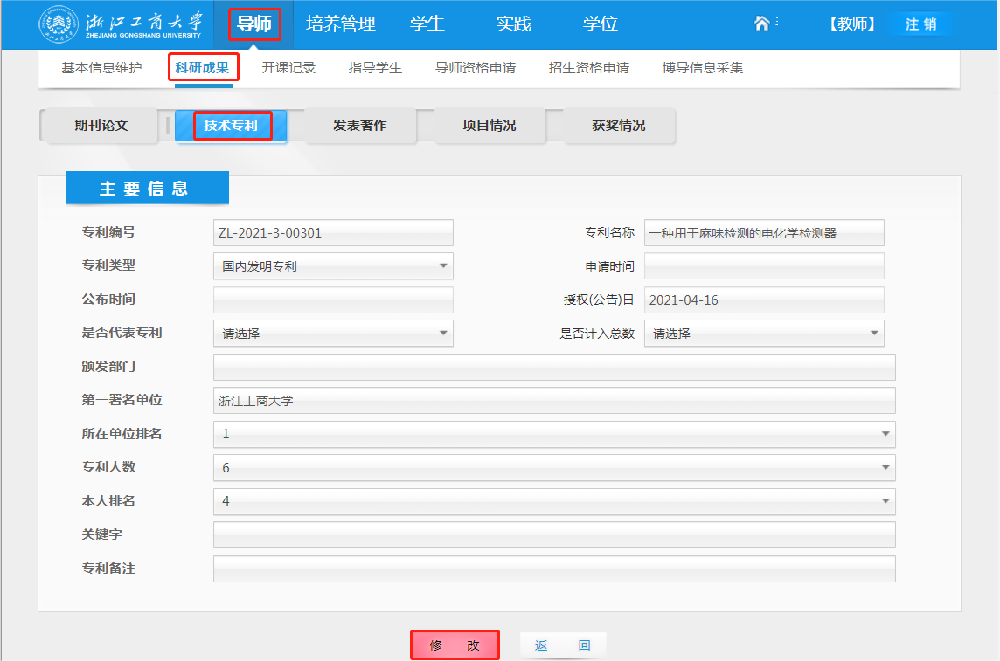 浙江工商大学
ZHEJIANG GONGSHANG UNIVERSITY
导师 培养管理 学生 实践 学位 【教师】 注 销
基本信息维护 科研成果 开课记录 指导学生 导师资格申请 招生资格申请 博导信息采集
期刊论文 技术专利 发表著作 项目情况 获奖情况
主要信息
专利编号 ZL-2021-3-00301 专利名称 一种用于麻味检测的电化学检测器
专利类型 国内发明专利 申请时间
公布时间 授权(公告)日 2021-04-16
是否代表专利 请选择 是否计入总数 请选择
颁发部门
第一署名单位 浙江工商大学
所在单位排名 1
专利人数 6
本人排名 4
关键字
专利备注
修 改 返 回